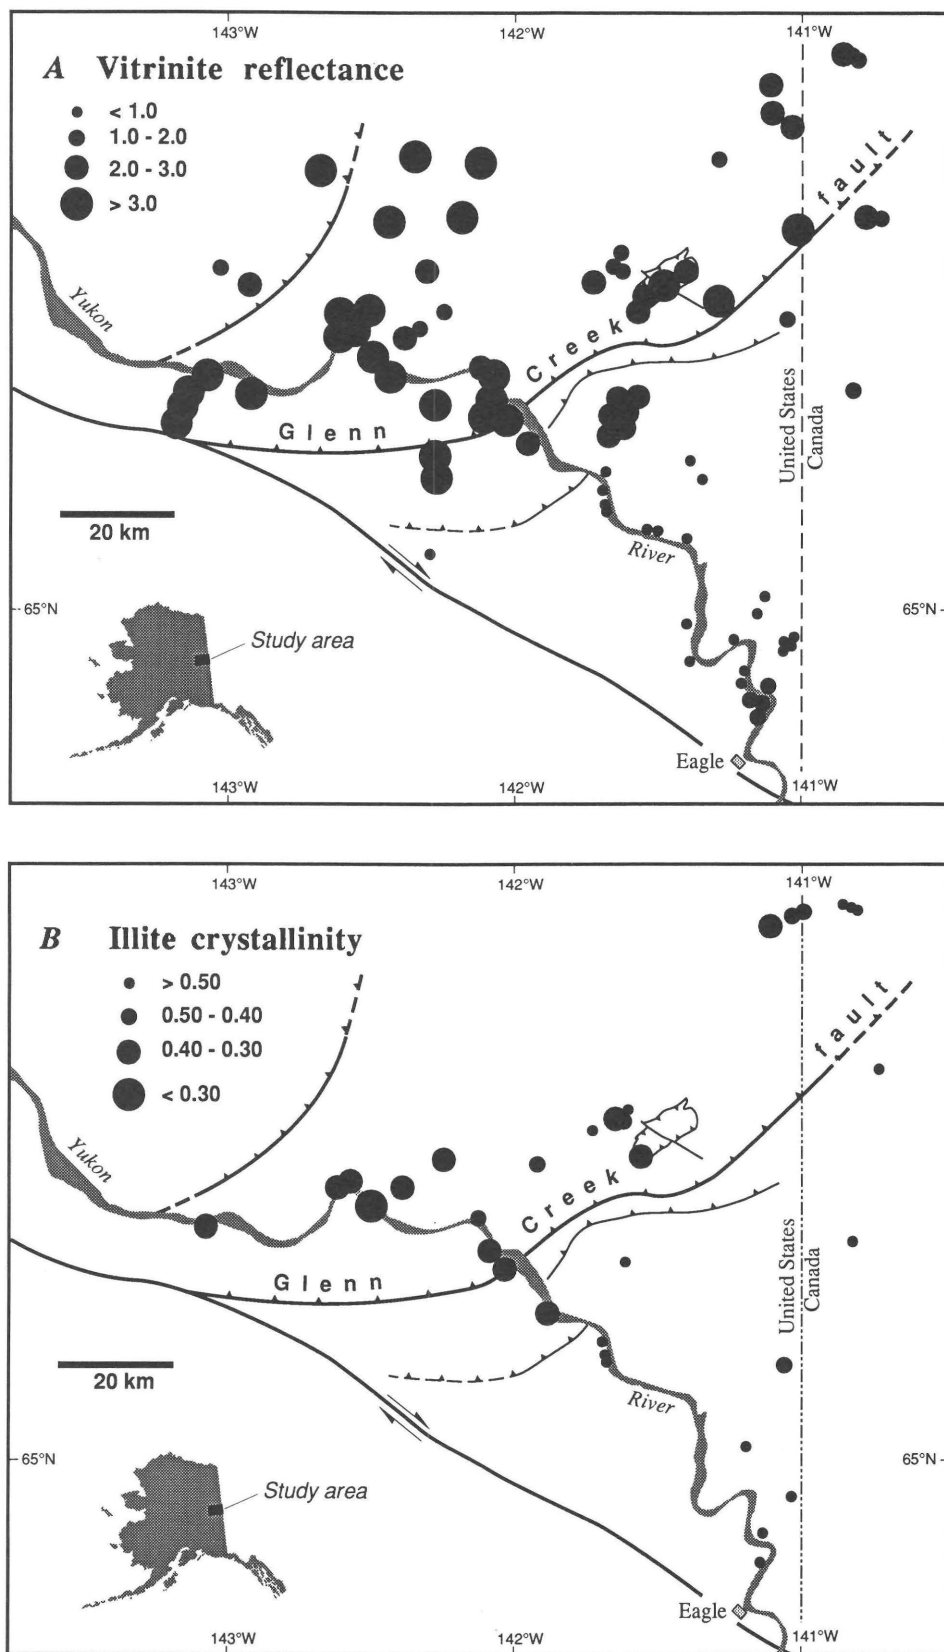 143°W 142°W 141°W
A Vitrinite reflectance
< 1.0
1.0 - 2.0
2.0 - 3.0
> 3.0
fault
Creek
Yukon
Glenn
United States
Canada
20 km
River
65°N 65°N
Study area
Eagle
143°W 142°W 141°W
143°W 142°W 141°W
B Illite crystallinity
> 0.50
0.50 - 0.40
0.40 - 0.30
< 0.30
fault
Creek
Yukon
Glenn
United States
Canada
20 km
River
65°N 65°N
Study area
Eagle
143°W 142°W 141°W